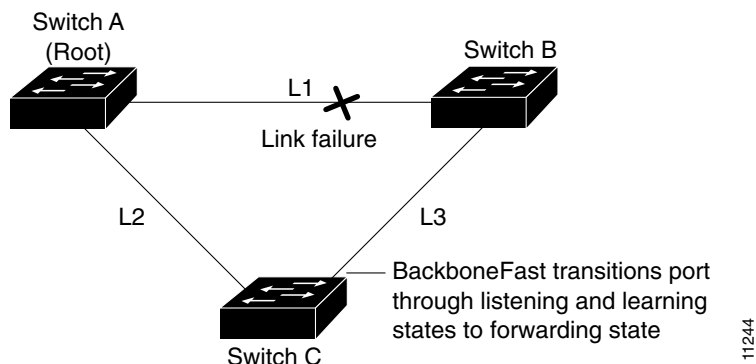 Switch A
(Root)
Switch B
L1
Link failure
L2
L3
BackboneFast transitions port
through listening and learning
states to forwarding state
Switch C
11244